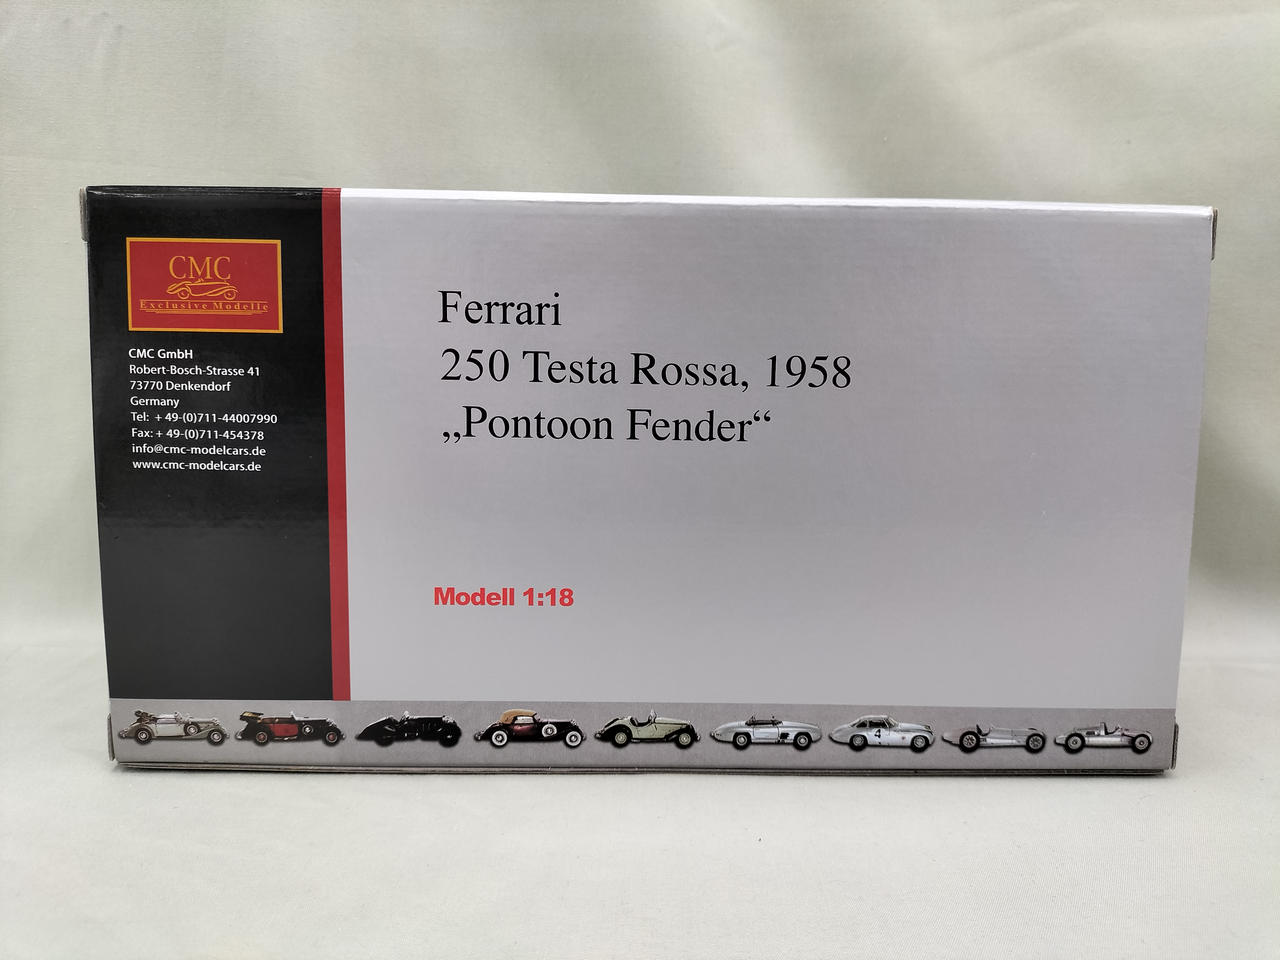 CMC
Exclusive Modelle
CMC GmbH
Robert-Bosch-Strasse 41
73770 Denkendorf
Germany
Tel: + 49-(0)711-44007990
Fax: + 49-(0)711-454378
info@cmc-modelcars.de
www.cmc-modelcars.de
Ferrari
250 Testa Rossa, 1958
„Pontoon Fender“
Modell 1:18
4